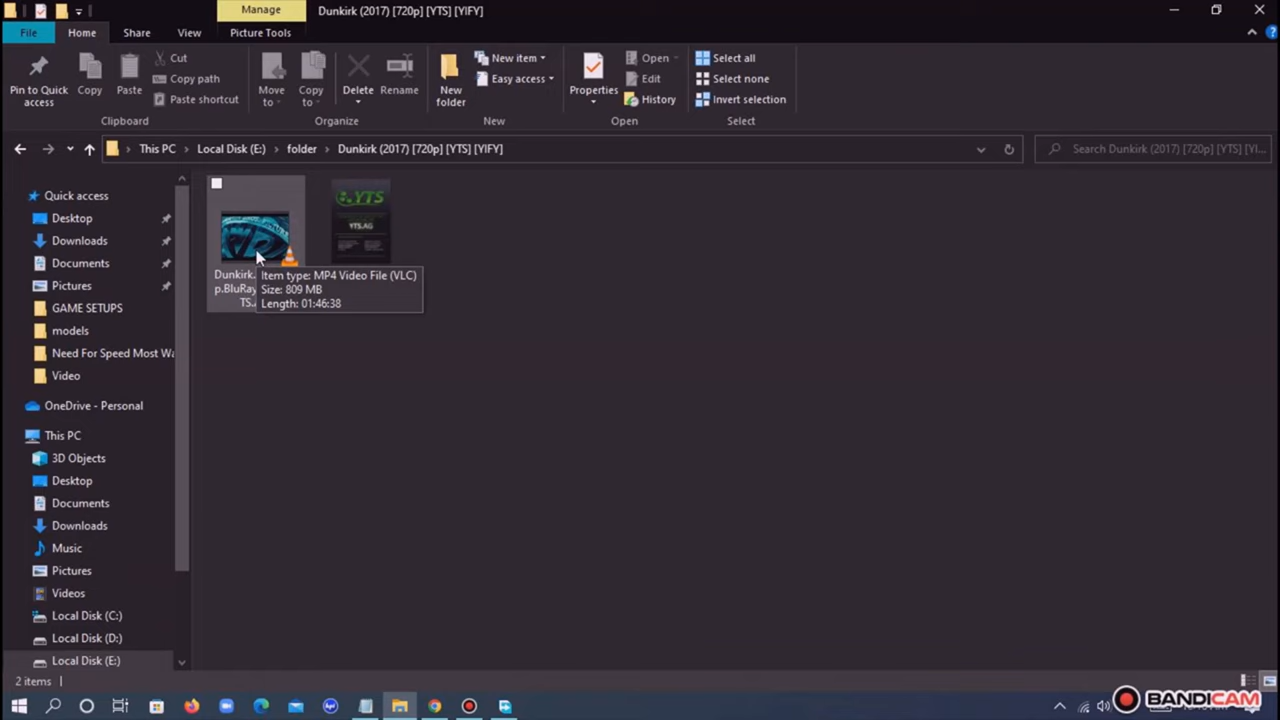 Manage
Dunkirk (2017) [720p] [YTS] [YIFY]
File
Home
Share
View
Picture Tools
Pin to Quick access
Copy
Paste
Cut
Copy path
Paste shortcut
Move to
Copy to
Delete
Rename
New folder
New item
Easy access
Properties
Open
Edit
History
Select all
Select none
Invert selection
Clipboard
Organize
New
Open
Select
This PC > Local Disk (E:) > folder > Dunkirk (2017) [720p] [YTS] [YIFY]
Search Dunkirk (2017) [720p] [YTS] [YIFY]...
Quick access
Desktop
Downloads
Documents
Pictures
GAME SETUPS
models
Need For Speed Most Wa
Video
OneDrive - Personal
This PC
3D Objects
Desktop
Documents
Downloads
Music
Pictures
Videos
Local Disk (C:)
Local Disk (D:)
Local Disk (E:)
Dunkirk.
p.BluRay
TS.
YTS
YTS.AG
Item type: MP4 Video File (VLC)
Size: 809 MB
Length: 01:46:38
2 items
BANDICAM